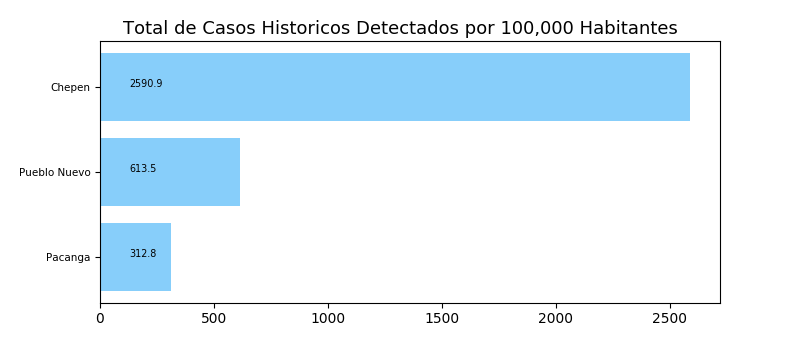 Total de Casos Historicos Detectados por 100,000 Habitantes
Chepen
2590.9
Pueblo Nuevo
613.5
Pacanga
312.8
0 500 1000 1500 2000 2500